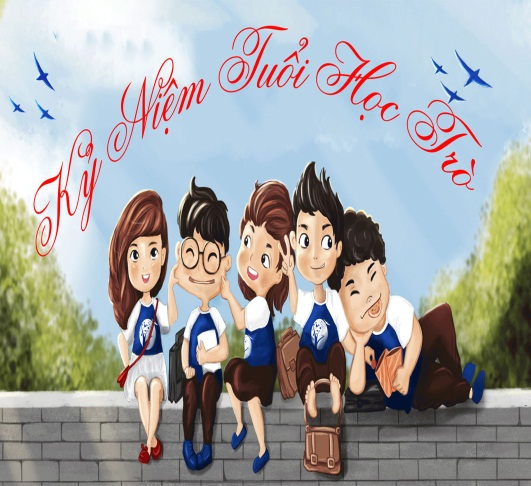 Kỷ Niệm Tuổi Học Trò